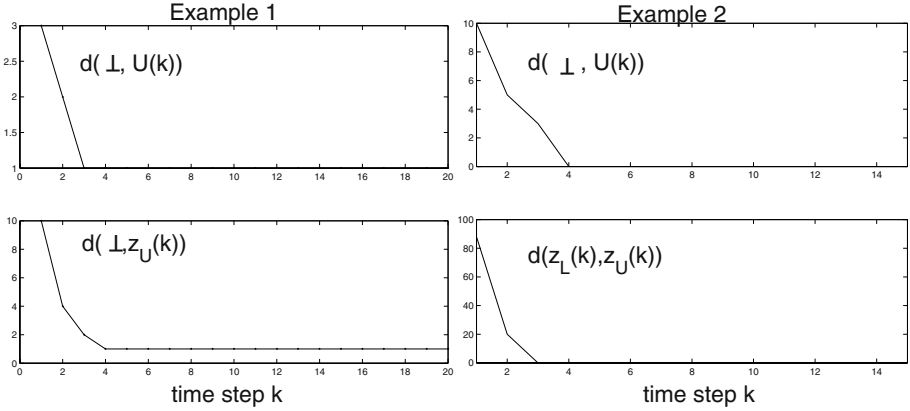 Example 1
3
2.5
2
1.5
1
d( ⊥, U(k))
0 2 4 6 8 10 12 14 16 18 20
10
8
6
4
2
0
d( ⊥,z_U(k))
0 2 4 6 8 10 12 14 16 18 20
time step k
Example 2
10
8
6
4
2
0
d( ⊥ , U(k))
2 4 6 8 10 12 14
100
80
60
40
20
0
d(z_L(k),z_U(k))
2 4 6 8 10 12 14
time step k